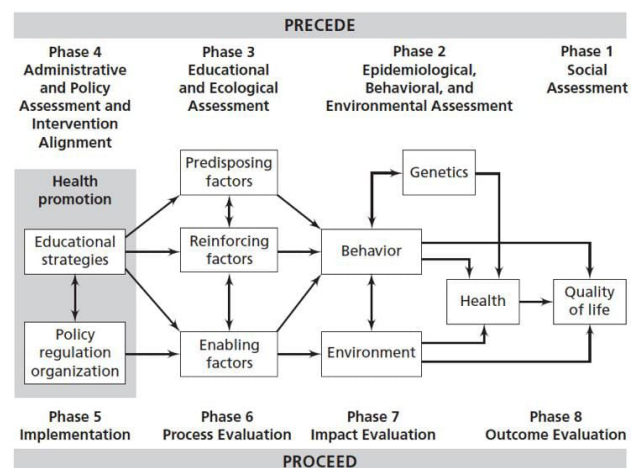 PRECEDE
Phase 4
Administrative
and Policy
Assessment and
Intervention
Alignment
Phase 3
Educational
and Ecological
Assessment
Phase 2
Epidemiological,
Behavioral, and
Environmental Assessment
Phase 1
Social
Assessment
Health
promotion
Educational
strategies
Policy
regulation
organization
Predisposing
factors
Reinforcing
factors
Enabling
factors
Genetics
Behavior
Environment
Health
Quality
of life
Phase 5
Implementation
Phase 6
Process Evaluation
Phase 7
Impact Evaluation
Phase 8
Outcome Evaluation
PROCEED